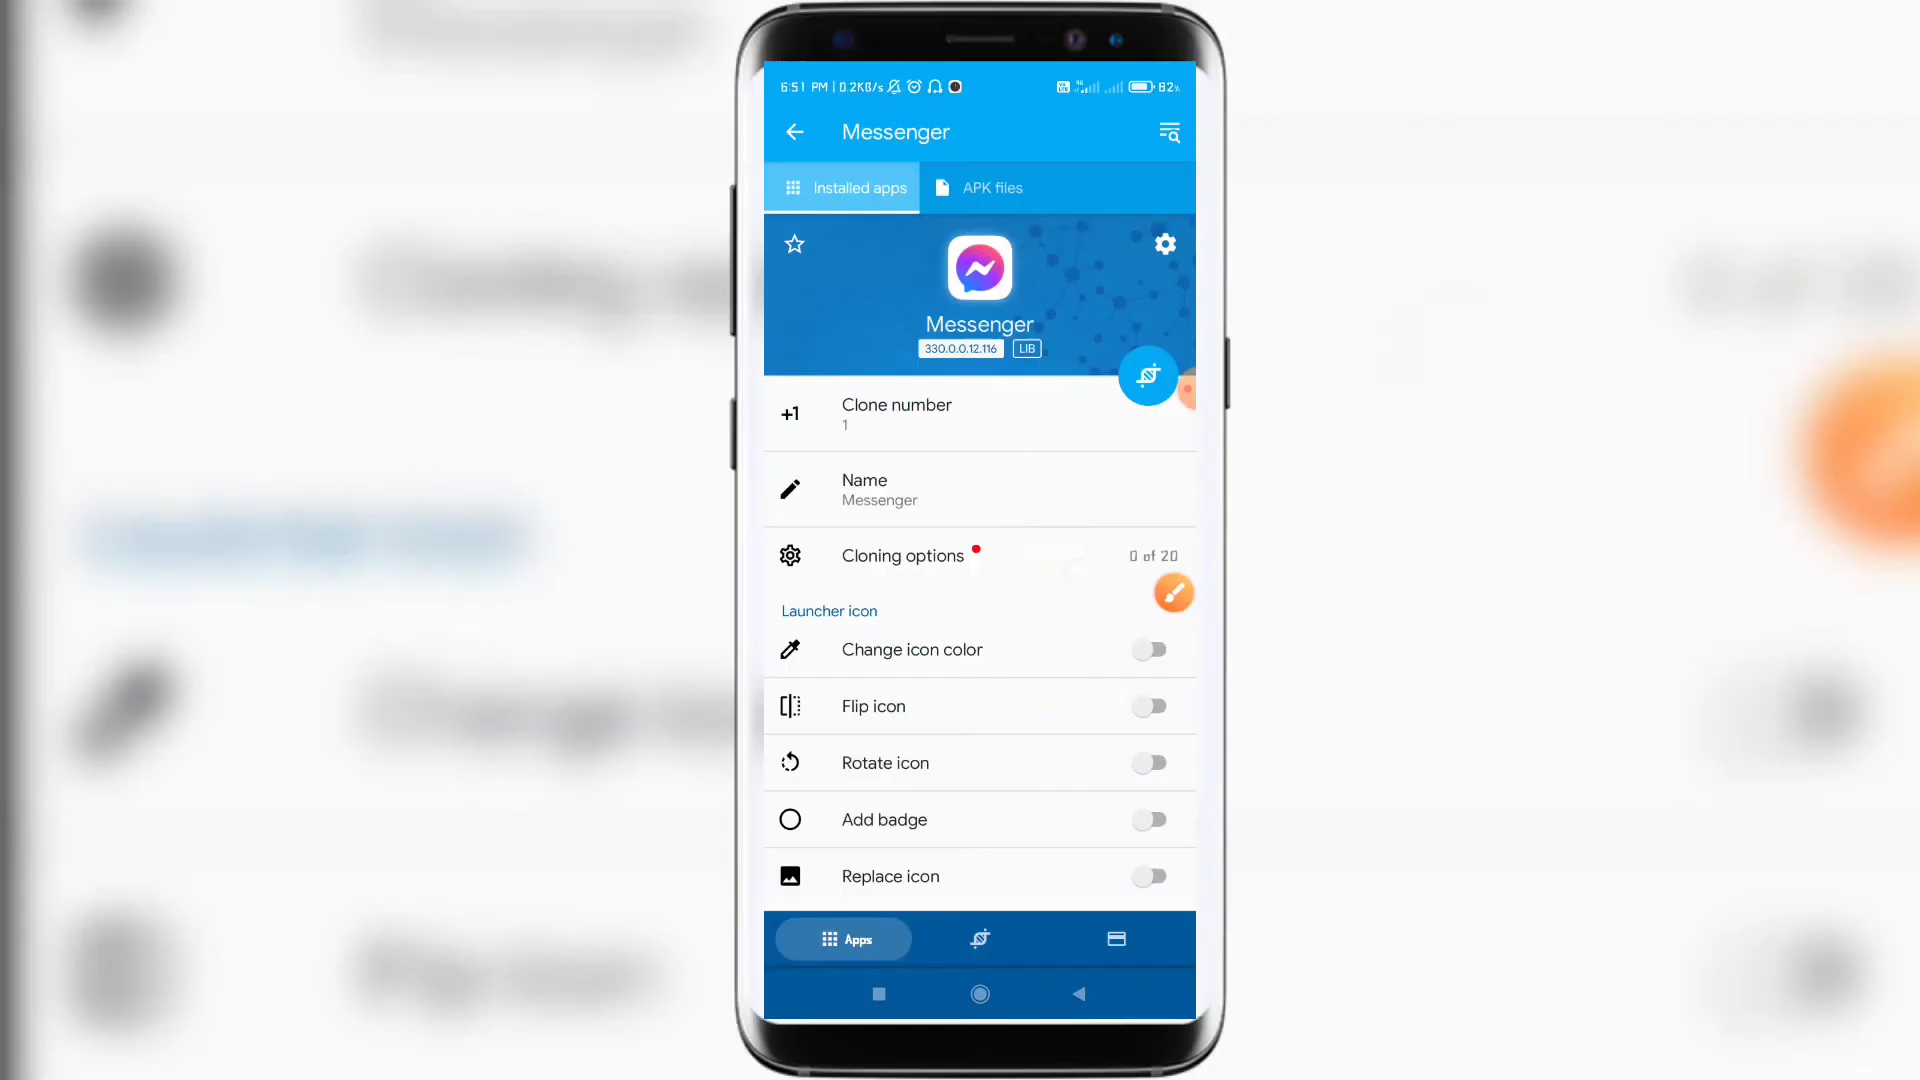 6:51 PM | 0.2KB/s 82%
Messenger
Installed apps APK files
Messenger
330.0.0.12.116 LIB
+1 Clone number
1
Name
Messenger
Cloning options 0 of 20
Launcher icon
Change icon color
Flip icon
Rotate icon
Add badge
Replace icon
Apps